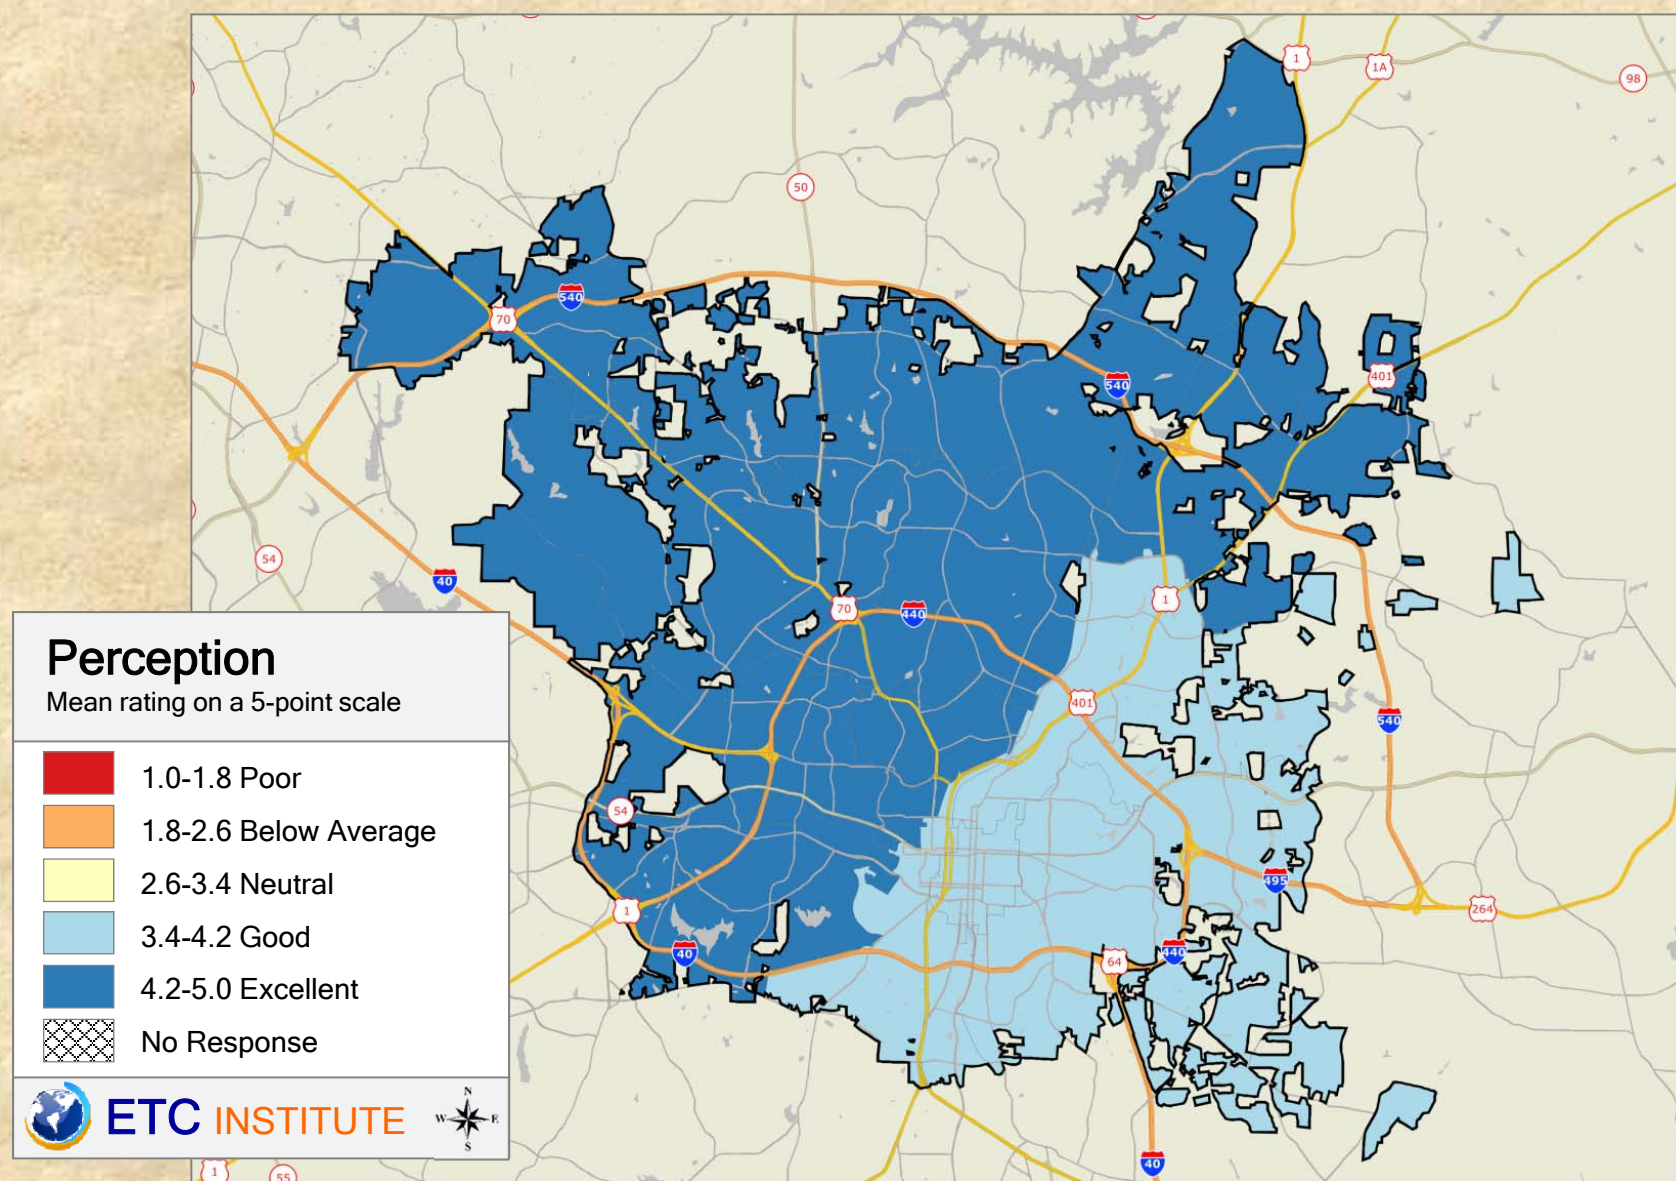 1
1A
98
50
540
70
540
401
54
40
70
440
1
Perception
Mean rating on a 5-point scale
401
540
1.0-1.8 Poor
54
1.8-2.6 Below Average
2.6-3.4 Neutral
495
1
264
3.4-4.2 Good
40
64
440
4.2-5.0 Excellent
No Response
ETC INSTITUTE
N
W
E
S
40
1
55